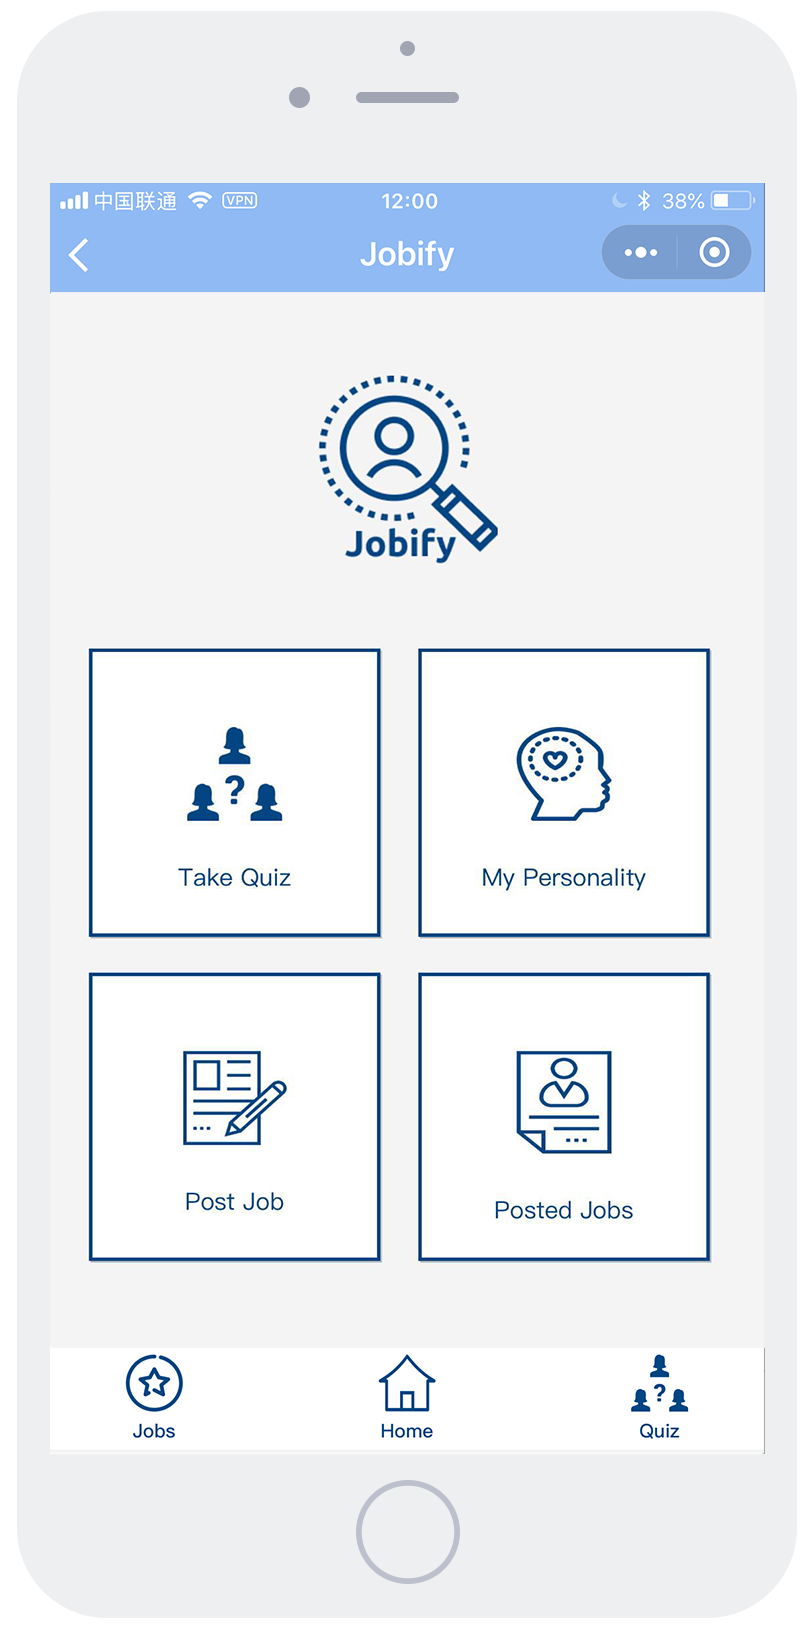 中国联通 VPN 12:00 38%
Jobify
Jobify
Take Quiz
My Personality
Post Job
Posted Jobs
Jobs
Home
Quiz